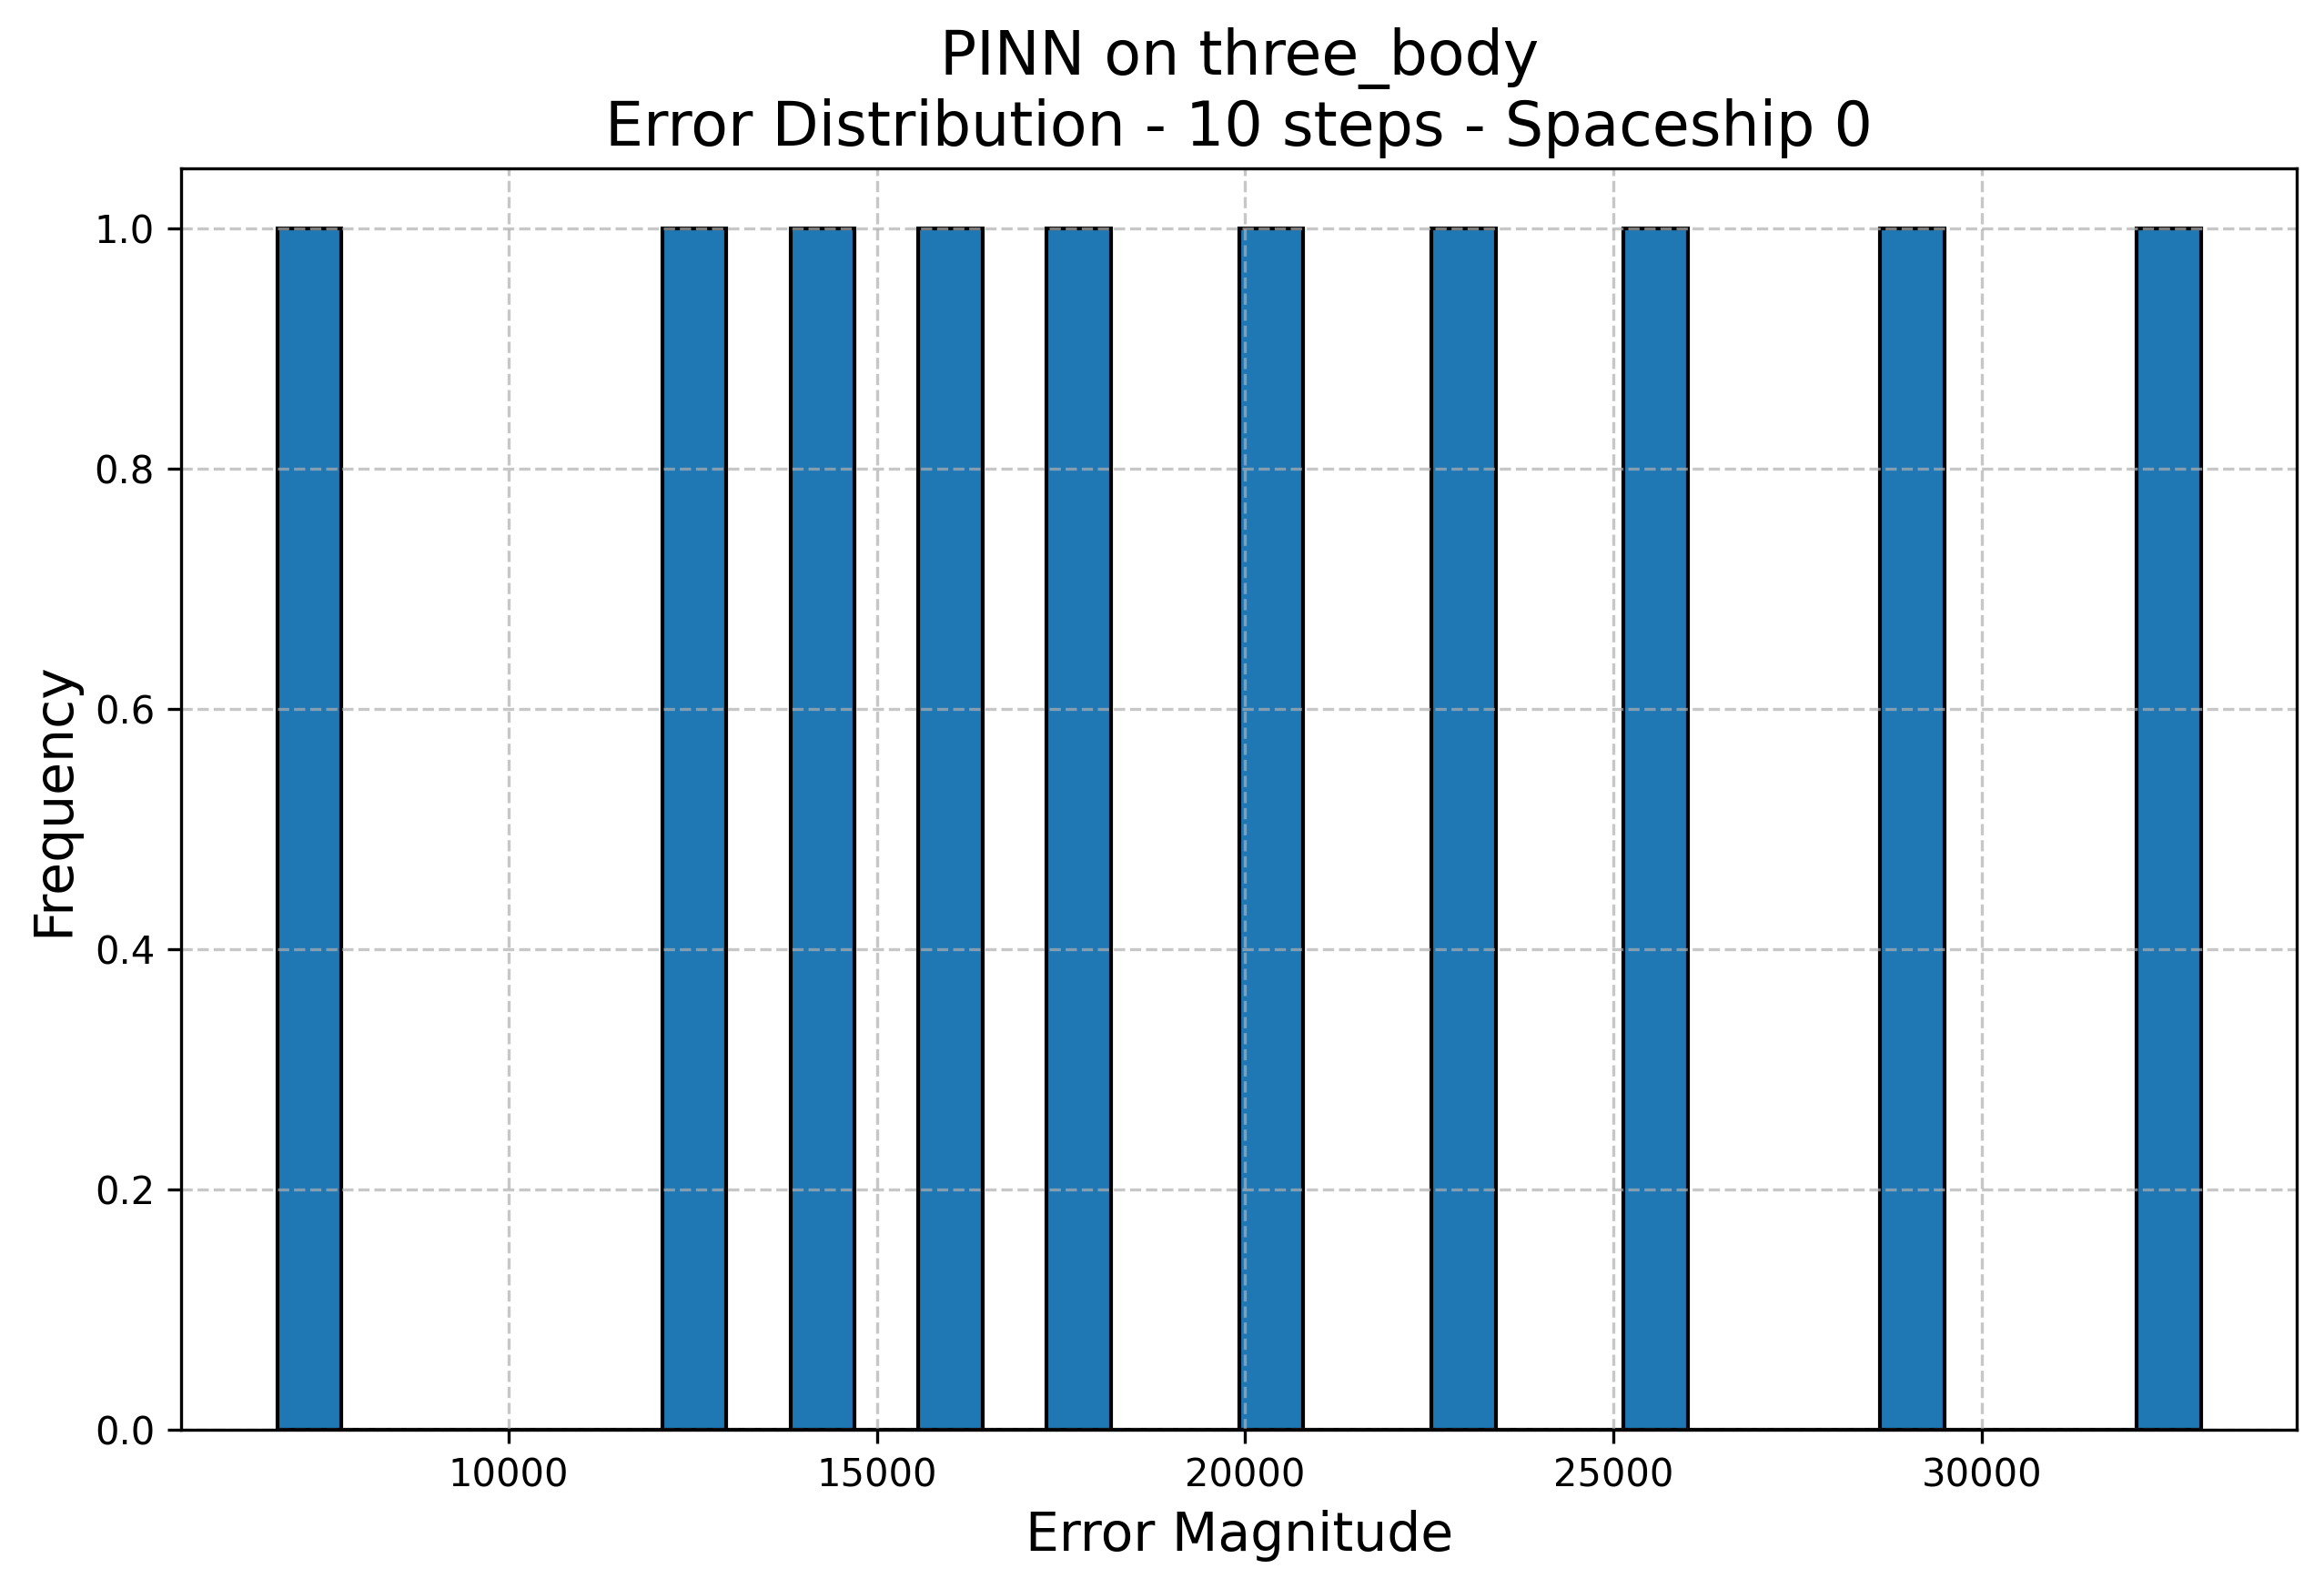 PINN on three_body
Error Distribution - 10 steps - Spaceship 0
1.0
0.8
0.6
0.4
0.2
0.0
Frequency
10000 15000 20000 25000 30000
Error Magnitude